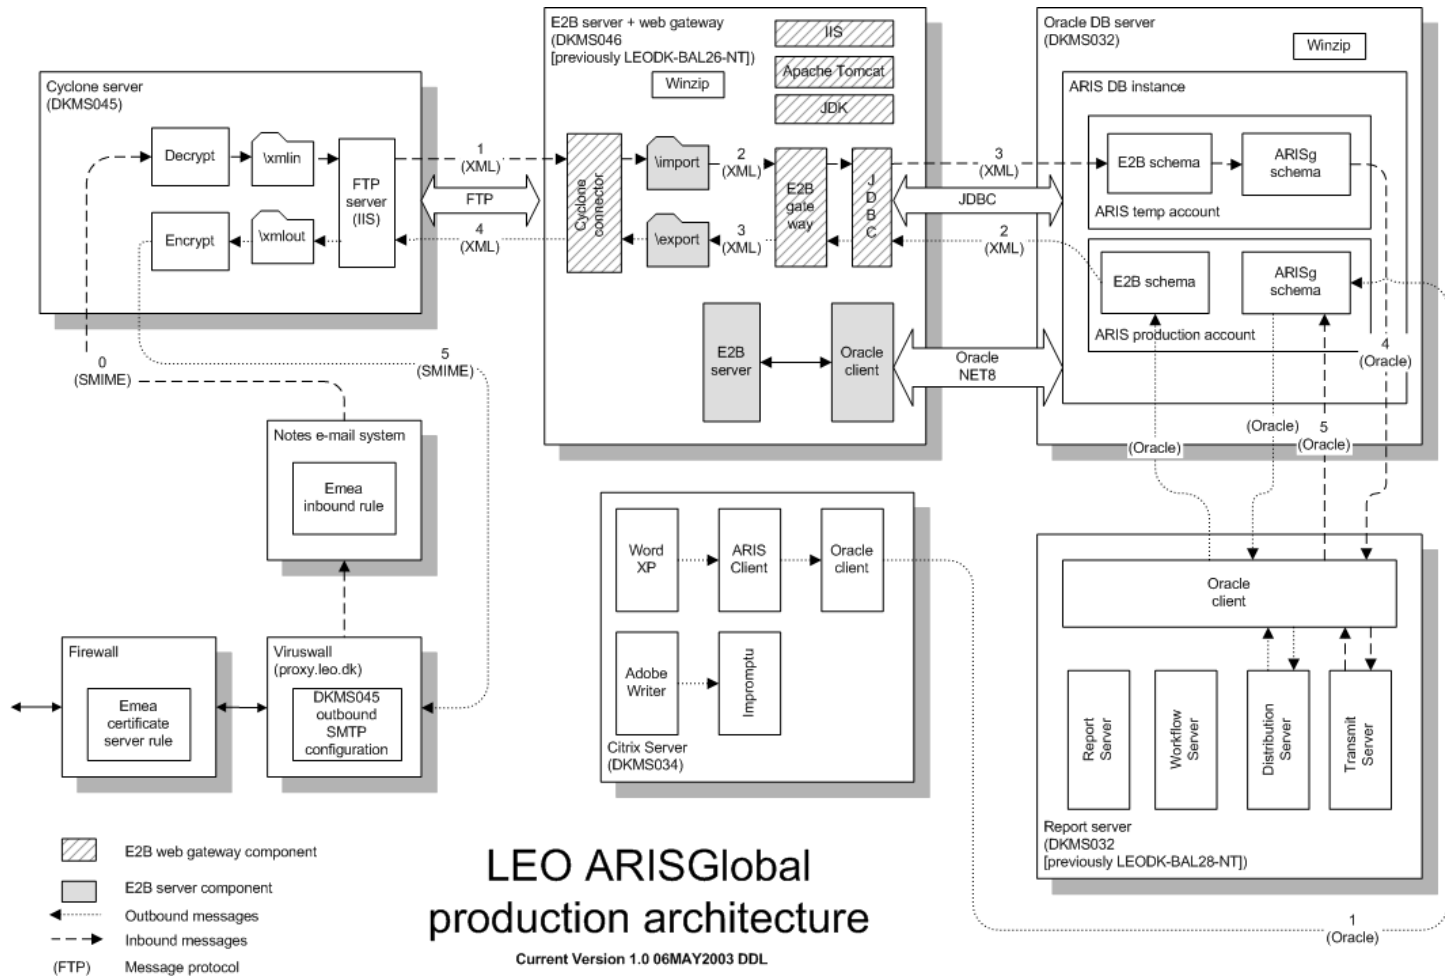 E2B server + web gateway
(DKMS046
[previously LEODK-BAL26-NT])
Winzip
IIS
Apache Tomcat
JDK
Oracle DB server
(DKMS032)
Winzip
Cyclone server
(DKMS045)
Decrypt
\xmlin
FTP
server
(IIS)
Encrypt
\xmlout
1
(XML)
FTP
4
(XML)
Cyclone
connector
\import
2
(XML)
\export
3
(XML)
E2B
gate
way
J
D
B
C
3
(XML)
JDBC
2
(XML)
ARIS DB instance
E2B schema
ARISg
schema
ARIS temp account
E2B schema
ARISg
schema
ARIS production account
4
(Oracle)
0
(SMIME)
5
(SMIME)
E2B
server
Oracle
client
Oracle
NET8
(Oracle)
(Oracle)
5
(Oracle)
Notes e-mail system
Emea
inbound rule
Word
XP
ARIS
Client
Oracle
client
Adobe
Writer
Impromptu
Citrix Server
(DKMS034)
Oracle
client
Report
Server
Workflow
Server
Distribution
Server
Transmit
Server
Report server
(DKMS032
[previously LEODK-BAL28-NT])
Firewall
Emea
certificate
server rule
Viruswall
(proxy.leo.dk)
DKMS045
outbound
SMTP
configuration
1
(Oracle)
E2B web gateway component
E2B server component
Outbound messages
Inbound messages
(FTP) Message protocol
LEO ARISGlobal
production architecture
Current Version 1.0 06MAY2003 DDL